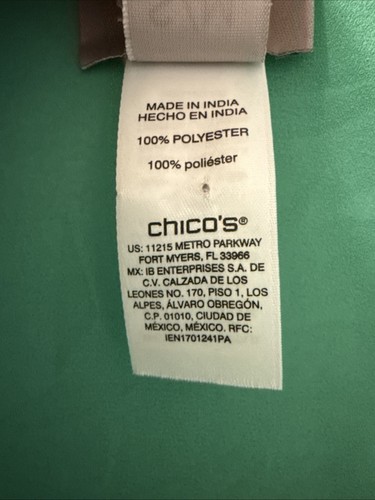 MADE IN INDIA
HECHO EN INDIA
100% POLYESTER
100% poliéster
chico's®
US: 11215 METRO PARKWAY
FORT MYERS, FL 33966
MX: IB ENTERPRISES S.A. DE
C.V. CALZADA DE LOS
LEONES NO. 170, PISO 1, LOS
ALPES, ÁLVARO OBREGÓN,
C.P. 01010, CIUDAD DE
MÉXICO, MÉXICO. RFC:
IEN1701241PA